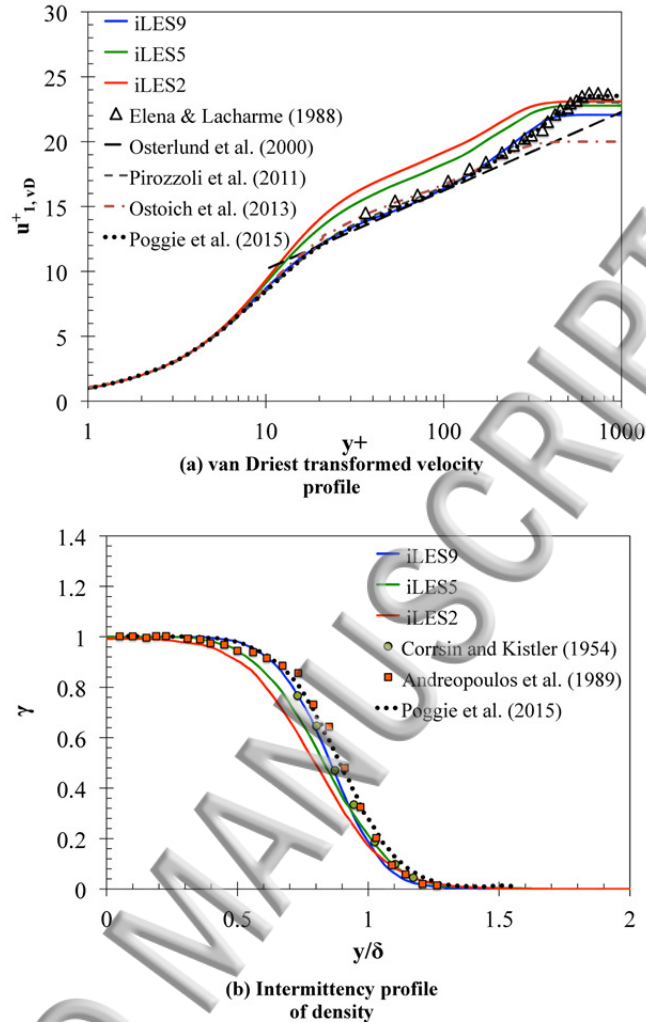 30
iLES9
25
iLES5
iLES2
20
Elena & Lacharme (1988)
Osterlund et al. (2000)
15
Pirozzoli et al. (2011)
Ostoich et al. (2013)
10
Poggie et al. (2015)
5
0
u+1, vD
1 10 100 1000
y+
(a) van Driest transformed velocity
profile
1.4
iLES9
1.2
iLES5
iLES2
1
Corrsin and Kistler (1954)
0.8
Andreopoulos et al. (1989)
Poggie et al. (2015)
0.6
0.4
0.2
0
γ
0 0.5 1 1.5 2
y/δ
(b) Intermittency profile
of density
D MANUSCRIPT